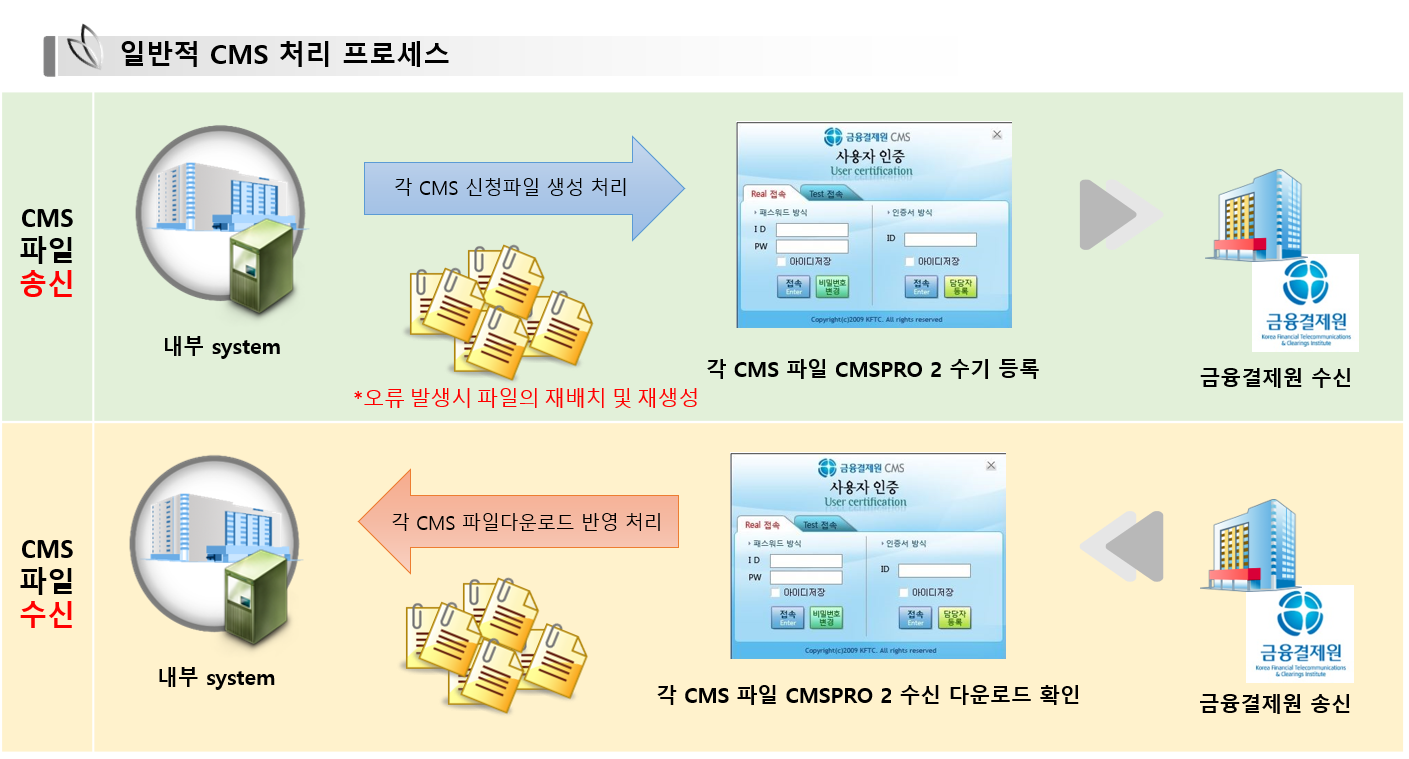 일반적 CMS 처리 프로세스
CMS
파일
송신
내부 system
각 CMS 신청파일 생성 처리
*오류 발생시 파일의 재배치 및 재생성
금융결제원 CMS
사용자 인증
User certification
Real 접속
Test 접속
패스워드 방식
I D
PW
아이디저장
접속
Enter
비밀번호
변경
인증서 방식
ID
아이디저장
접속
Enter
담당자
등록
Copyright(c)2009 KFTC. All rights reserved
각 CMS 파일 CMSPRO 2 수기 등록
금융결제원
Korea Financial Telecommunications
& Clearings Institute
금융결제원 수신
CMS
파일
수신
내부 system
각 CMS 파일다운로드 반영 처리
금융결제원 CMS
사용자 인증
User certification
Real 접속
Test 접속
패스워드 방식
I D
PW
아이디저장
접속
Enter
비밀번호
변경
인증서 방식
ID
아이디저장
접속
Enter
담당자
등록
Copyright(c)2009 KFTC. All rights reserved
각 CMS 파일 CMSPRO 2 수신 다운로드 확인
금융결제원
Korea Financial Telecommunications
& Clearings Institute
금융결제원 송신